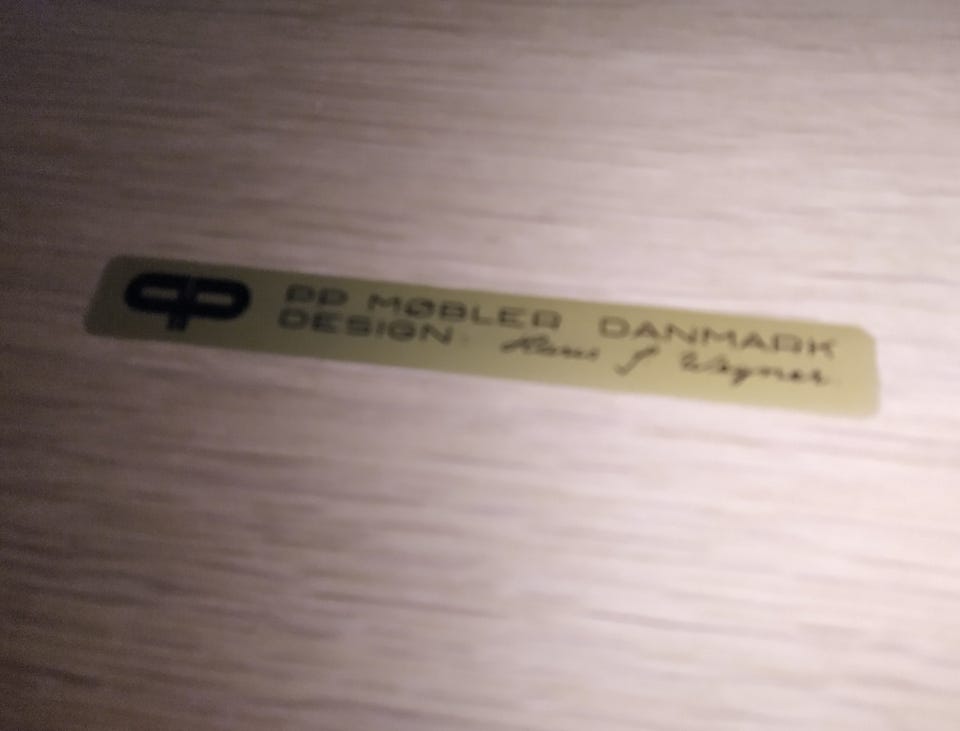 PP MØBLER DANMARK
DESIGN: Hans J Wegner